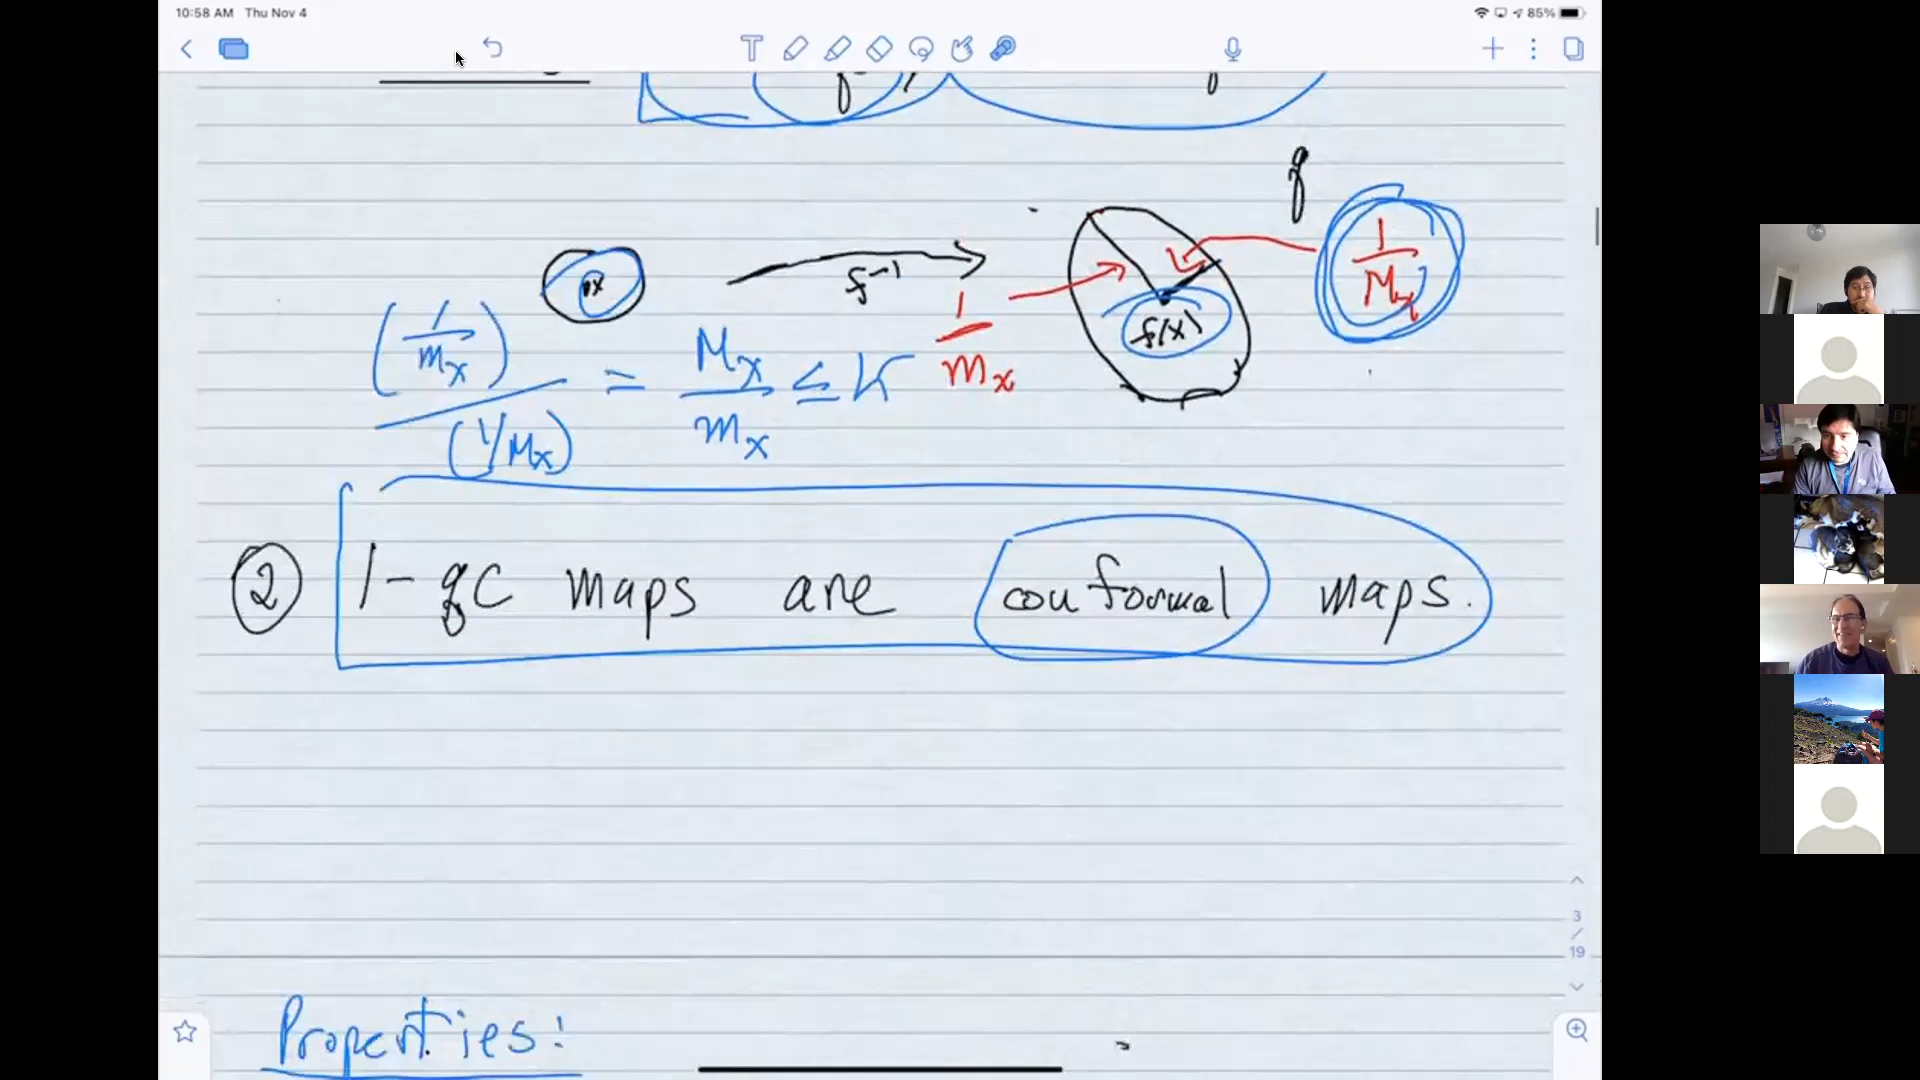 10:58 AM Thu Nov 4
85%
f⁻¹
x
f(x)
1/Mx
1/mx
(1/mx)/(1/Mx) = Mx/mx ≤ K
② 1-qc maps are conformal maps.
3
/
19
Properties: